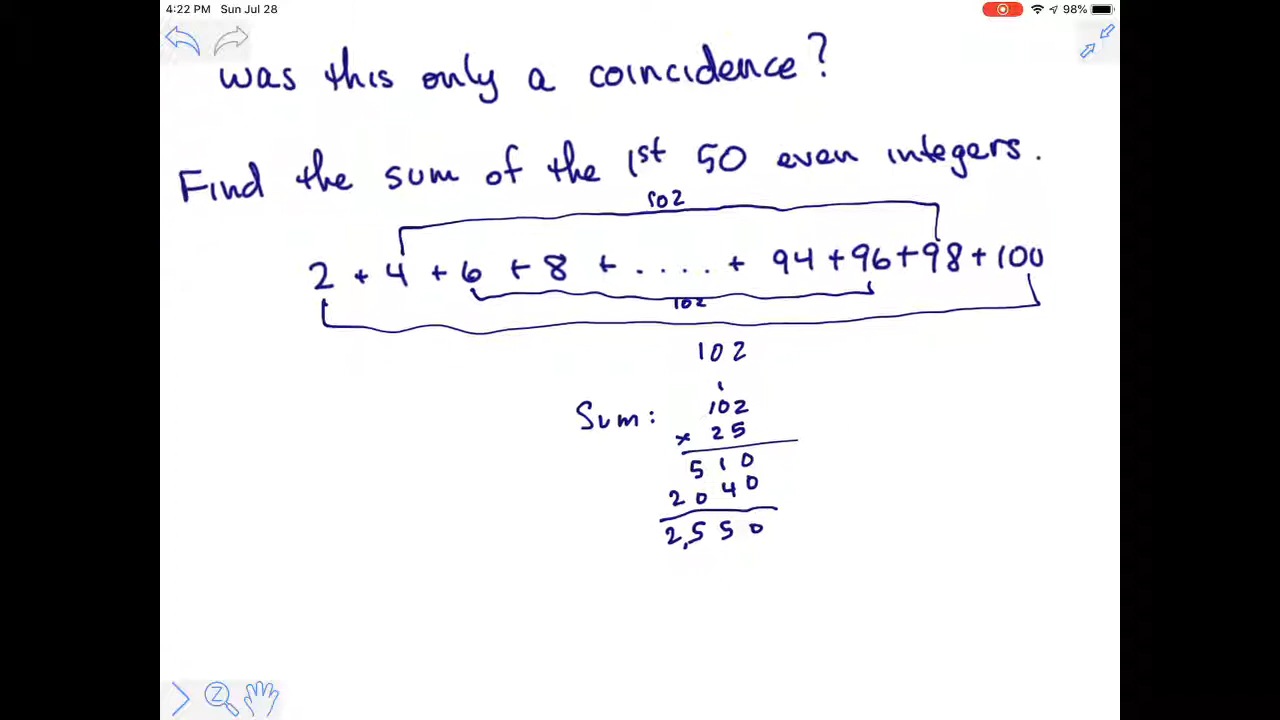 4:22 PM Sun Jul 28 98%
was this only a coincidence?
Find the sum of the 1st 50 even integers.
102
2 + 4 + 6 + 8 + .... + 94 + 96 + 98 + 100
102
102
1
Sum: 102
× 25
510
2040
2,550
Z